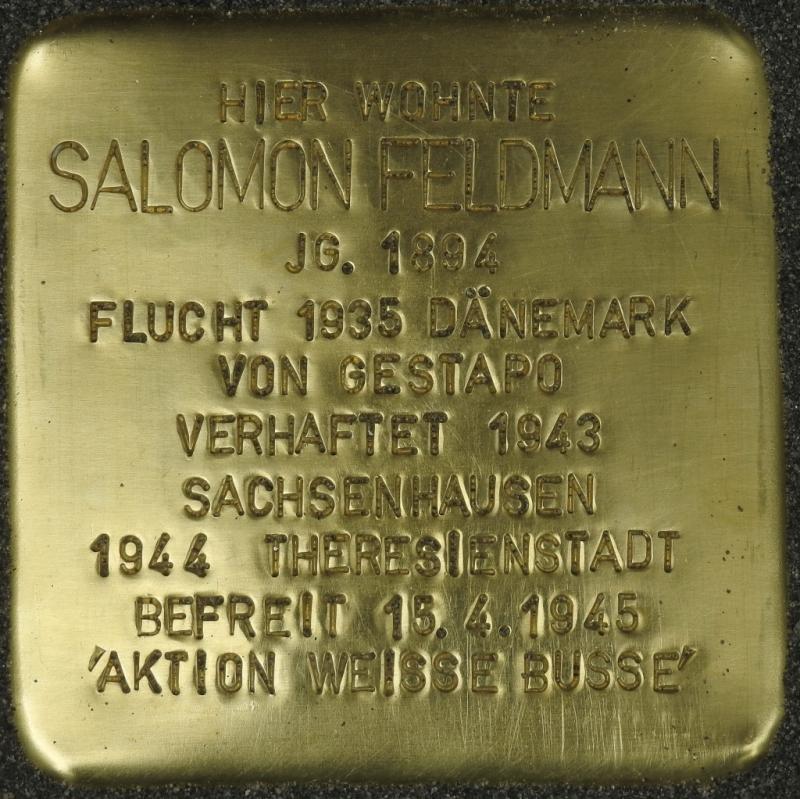 HIER WOHNTE
SALOMON FELDMANN
JG. 1894
FLUCHT 1935 DÄNEMARK
VON GESTAPO
VERHAFTET 1943
SACHSENHAUSEN
1944 THERESIENSTADT
BEFREIT 15.4.1945
'AKTION WEISSE BUSSE'